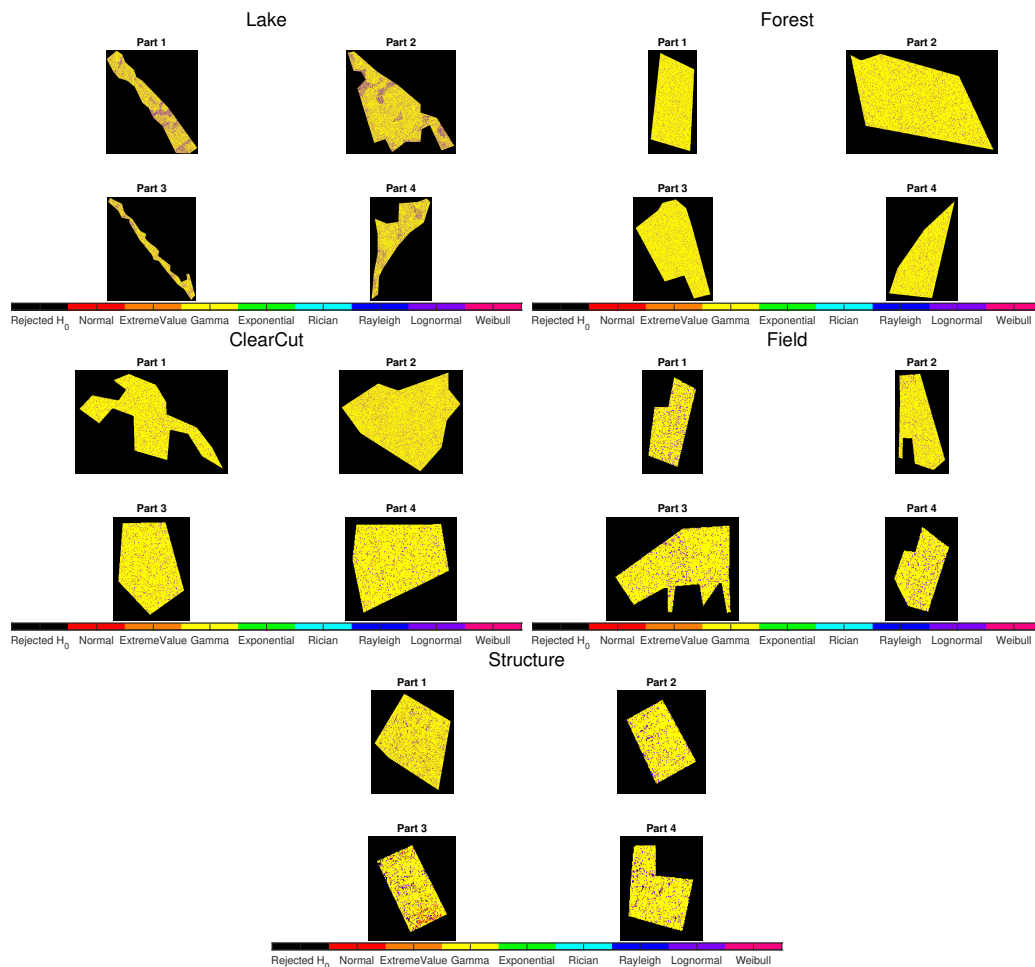 Lake
Part 1
Part 2
Part 3
Part 4
Rejected H0 Normal ExtremeValue Gamma Exponential Rician Rayleigh Lognormal Weibull
Forest
Part 1
Part 2
Part 3
Part 4
Rejected H0 Normal ExtremeValue Gamma Exponential Rician Rayleigh Lognormal Weibull
ClearCut
Part 1
Part 2
Part 3
Part 4
Rejected H0 Normal ExtremeValue Gamma Exponential Rician Rayleigh Lognormal Weibull
Field
Part 1
Part 2
Part 3
Part 4
Rejected H0 Normal ExtremeValue Gamma Exponential Rician Rayleigh Lognormal Weibull
Structure
Part 1
Part 2
Part 3
Part 4
Rejected H0 Normal ExtremeValue Gamma Exponential Rician Rayleigh Lognormal Weibull